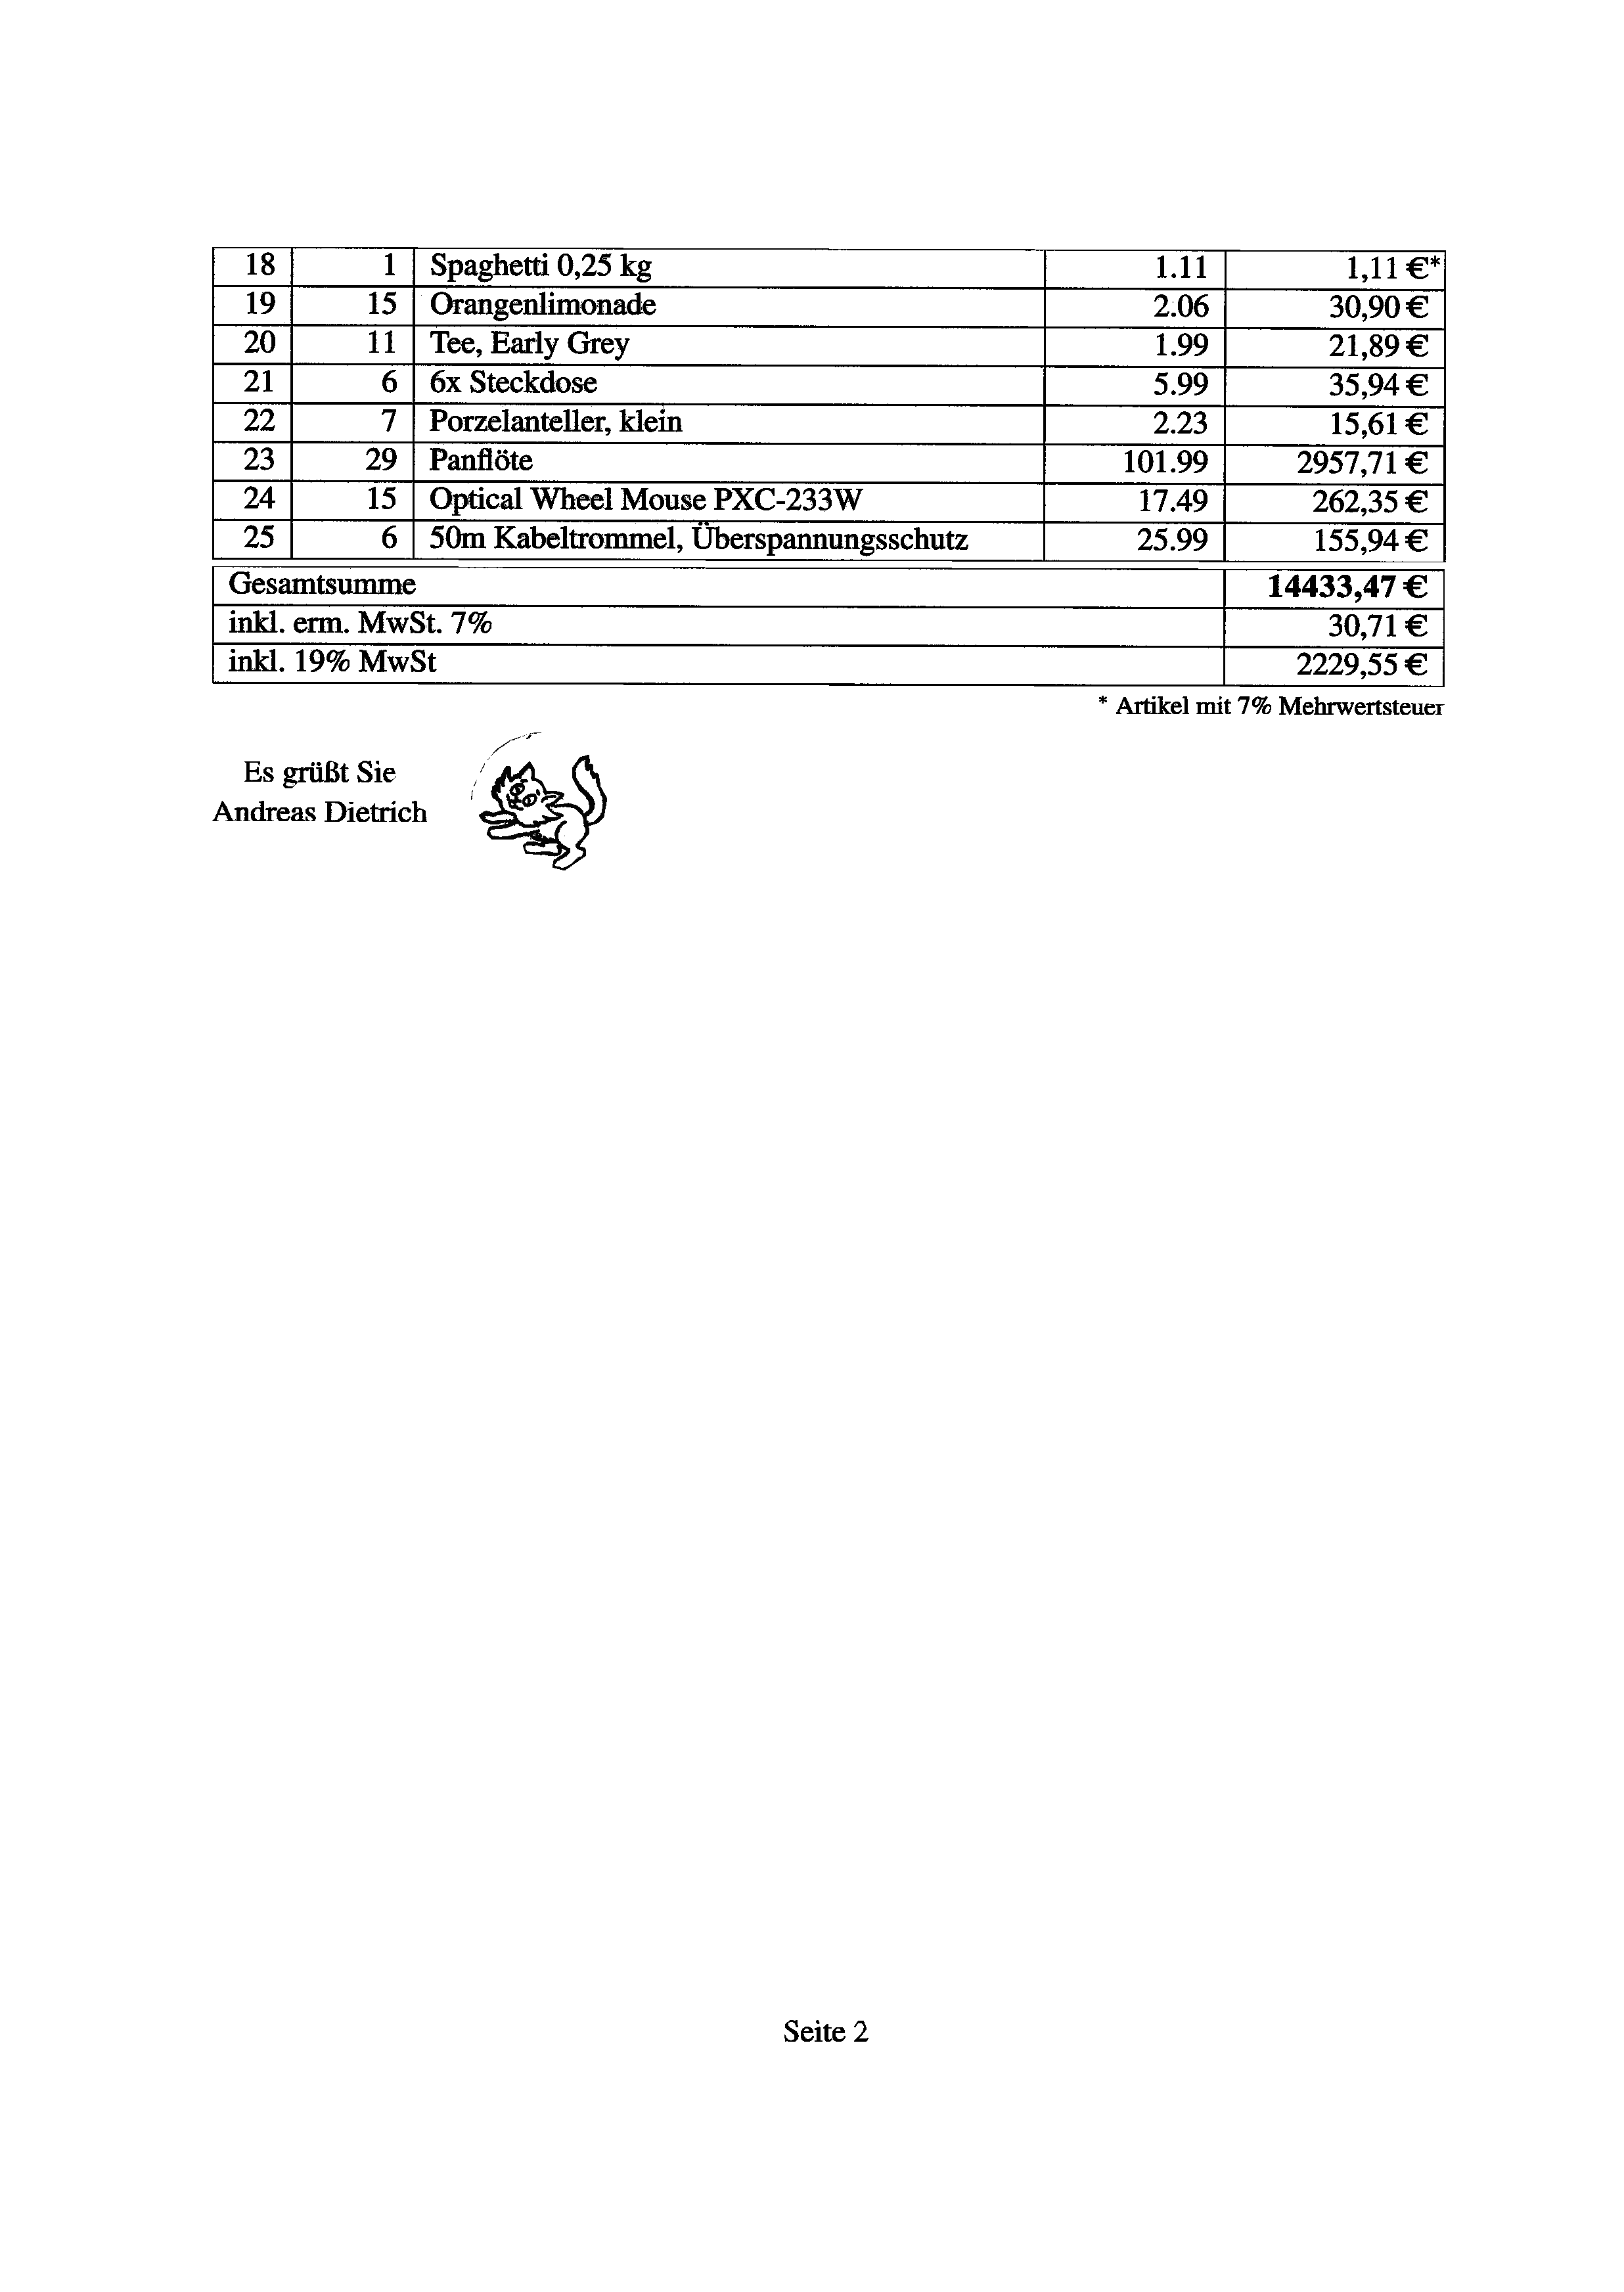 18 1 Spaghetti 0,25 kg 1.11 1,11 €*
19 15 Orangenlimonade 2.06 30,90 €
20 11 Tee, Early Grey 1.99 21,89 €
21 6 6x Steckdose 5.99 35,94 €
22 7 Porzelanteller, klein 2.23 15,61 €
23 29 Panflöte 101.99 2957,71 €
24 15 Optical Wheel Mouse PXC-233W 17.49 262,35 €
25 6 50m Kabeltrommel, Überspannungsschutz 25.99 155,94 €
Gesamtsumme 14433,47 €
inkl. erm. MwSt. 7% 30,71 €
inkl. 19% MwSt 2229,55 €
* Artikel mit 7% Mehrwertsteuer
Es grüßt Sie
Andreas Dietrich
Seite 2